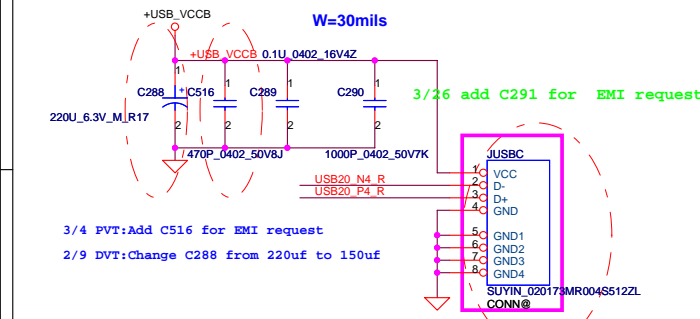 +USB_VCCB
W=30mils
+USB_VCCB
0.1U_0402_16V4Z
1
1
1
1
C288
+
C516
C289
C290
3/26 add C291 for EMI request
220U_6.3V_M_R17
2
2
2
2
470P_0402_50V8J
1000P_0402_50V7K
JUSBC
1
VCC
USB20_N4_R
2
D-
USB20_P4_R
3
D+
4
GND
3/4 PVT:Add C516 for EMI request
5
GND1
6
GND2
2/9 DVT:Change C288 from 220uf to 150uf
7
GND3
8
GND4
SUYIN_020173MR004S512ZL
CONN@